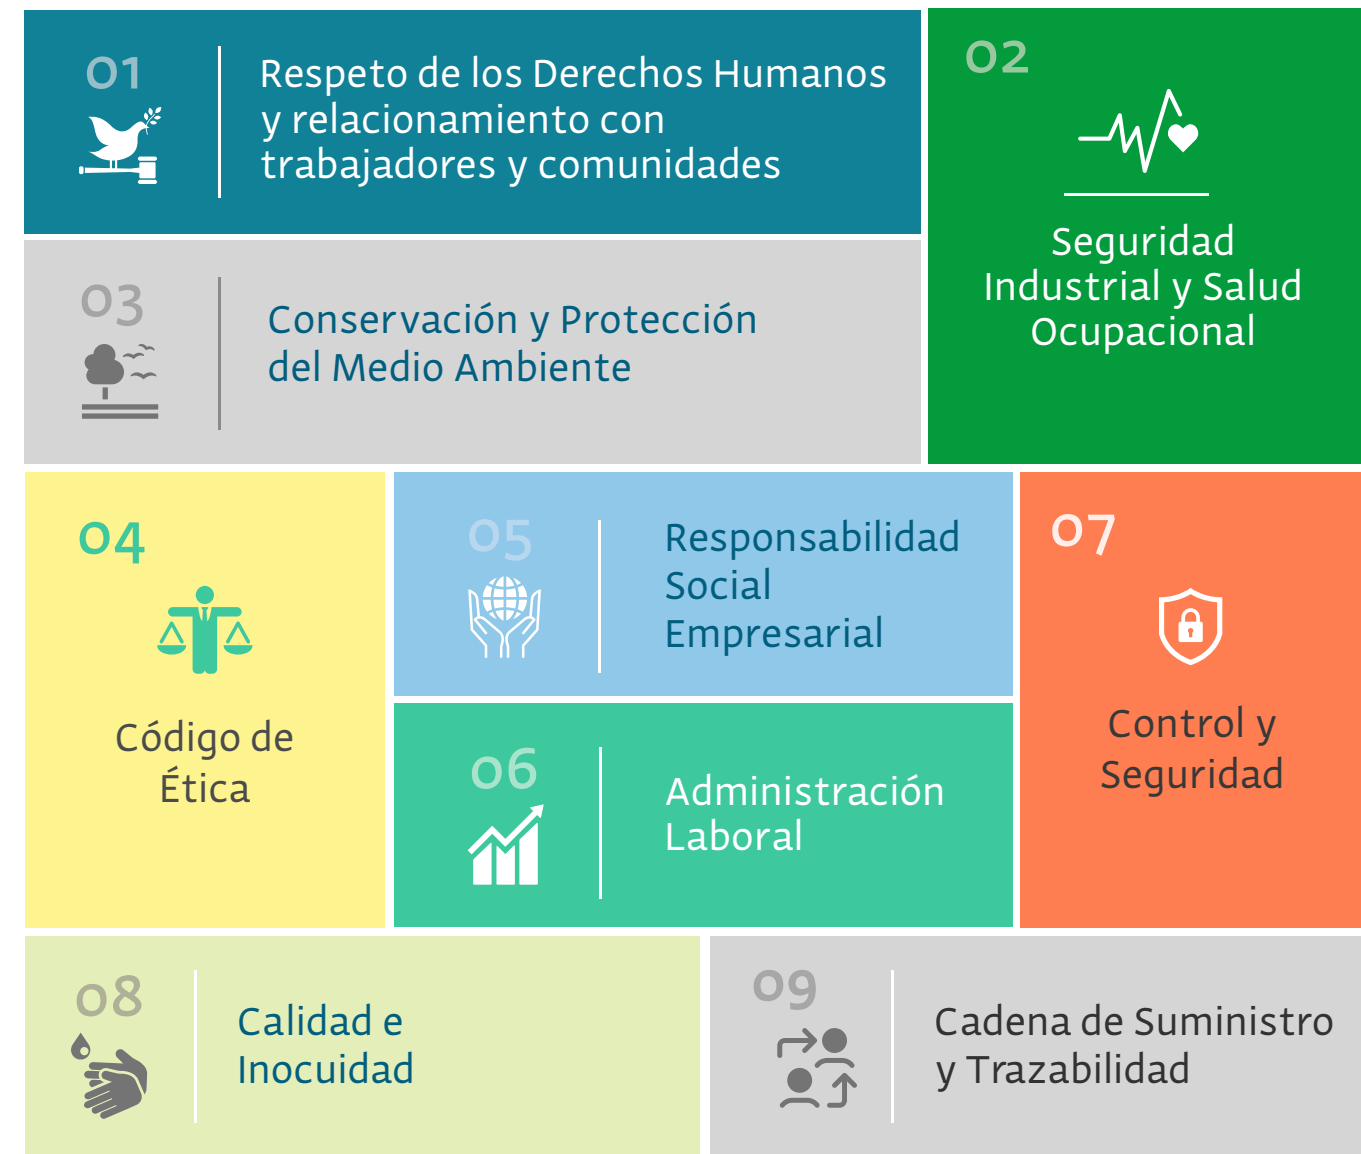 01
Respeto de los Derechos Humanos
y relacionamiento con
trabajadores y comunidades
02
Seguridad
Industrial y Salud
Ocupacional
03
Conservación y Protección
del Medio Ambiente
04
Código de
Ética
05
Responsabilidad
Social
Empresarial
06
Administración
Laboral
07
Control y
Seguridad
08
Calidad e
Inocuidad
09
Cadena de Suministro
y Trazabilidad